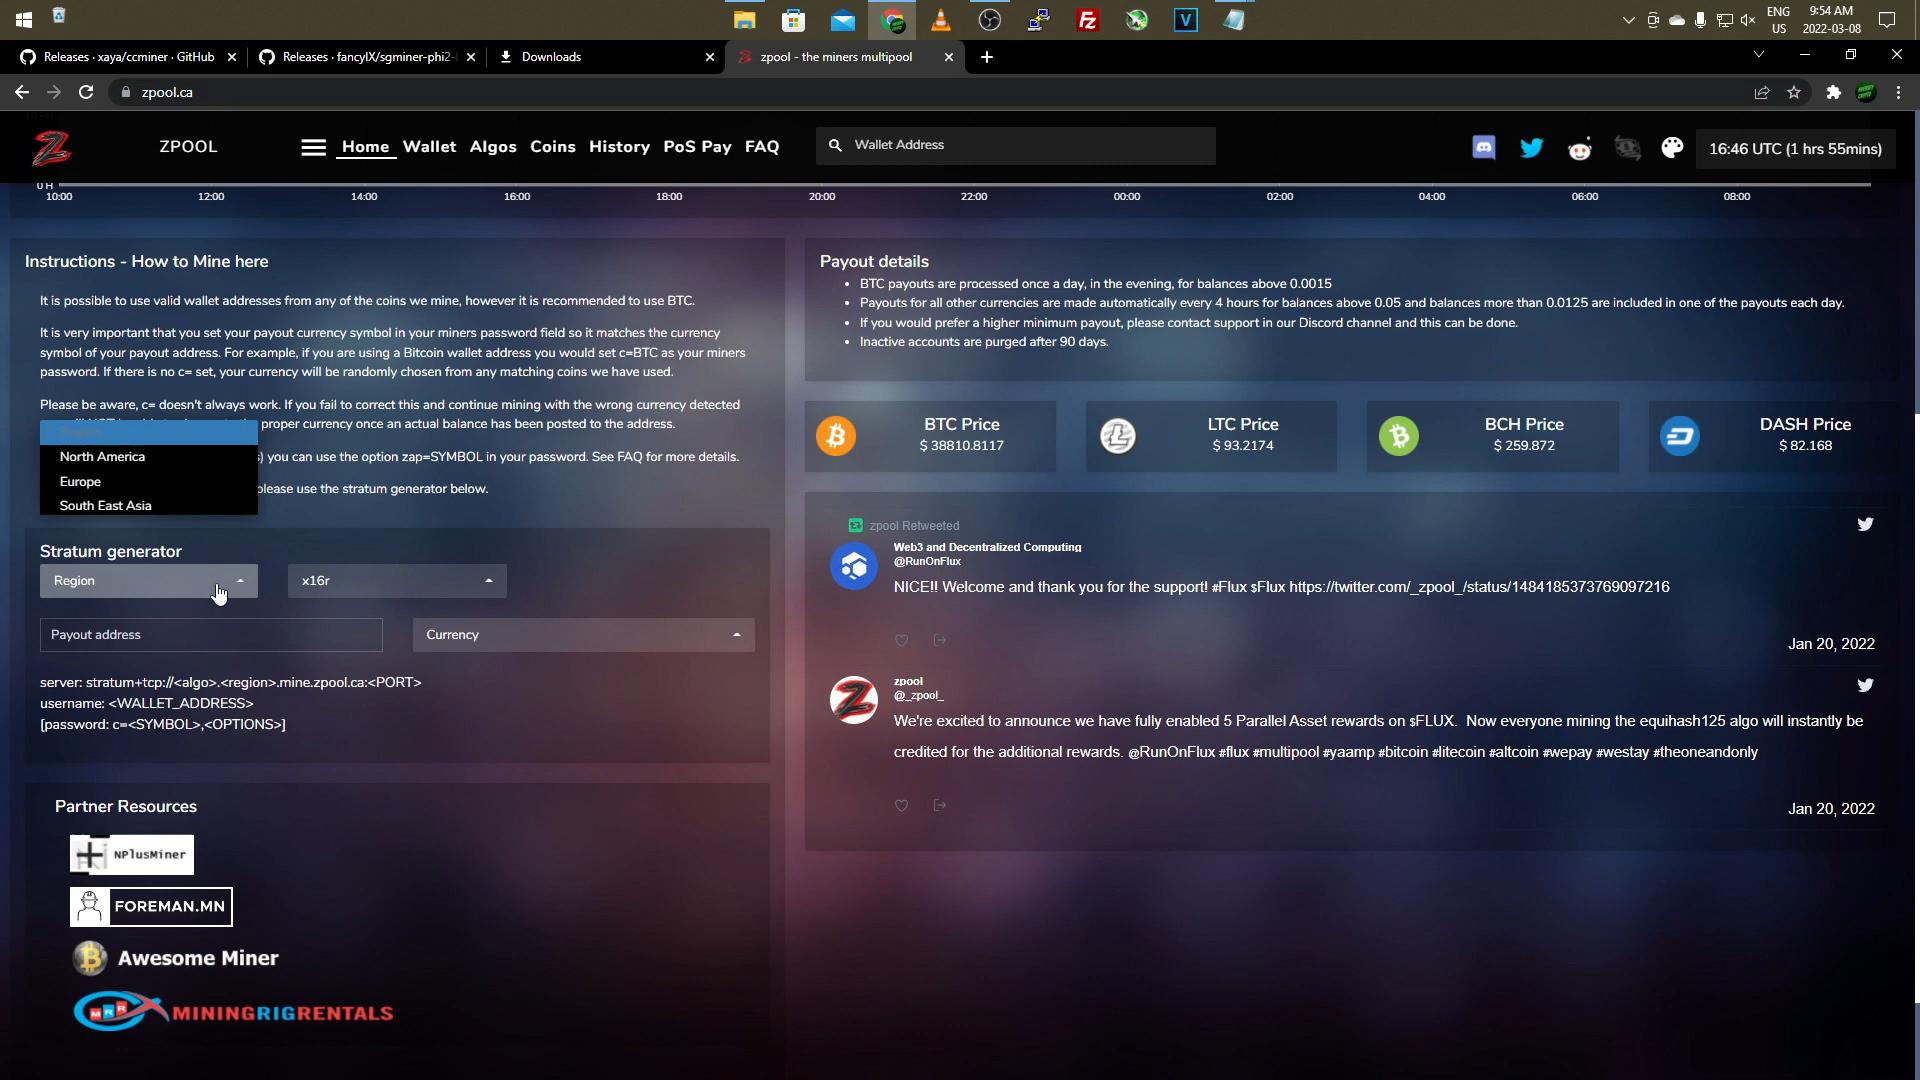 ENG
US
9:54 AM
2022-03-08
Releases · xaya/ccminer · GitHub
Releases · fancyIX/sgminer-phi2-
Downloads
zpool - the miners multipool
zpool.ca
ZPOOL
Home
Wallet
Algos
Coins
History
PoS Pay
FAQ
Wallet Address
16:46 UTC (1 hrs 55mins)
0 H
10:00
12:00
14:00
16:00
18:00
20:00
22:00
00:00
02:00
04:00
06:00
08:00
Instructions - How to Mine here
It is possible to use valid wallet addresses from any of the coins we mine, however it is recommended to use BTC.
It is very important that you set your payout currency symbol in your miners password field so it matches the currency
symbol of your payout address. For example, if you are using a Bitcoin wallet address you would set c=BTC as your miners
password. If there is no c= set, your currency will be randomly chosen from any matching coins we have used.
Please be aware, c= doesn't always work. If you fail to correct this and continue mining with the wrong currency detected
proper currency once an actual balance has been posted to the address.
North America
) you can use the option zap=SYMBOL in your password. See FAQ for more details.
Europe
please use the stratum generator below.
South East Asia
Stratum generator
Region
x16r
Payout address
Currency
server: stratum+tcp://<algo>.<region>.mine.zpool.ca:<PORT>
username: <WALLET_ADDRESS>
[password: c=<SYMBOL>,<OPTIONS>]
Partner Resources
NPlusMiner
FOREMAN.MN
Awesome Miner
MRR MININGRIGRENTALS
Payout details
• BTC payouts are processed once a day, in the evening, for balances above 0.0015
• Payouts for all other currencies are made automatically every 4 hours for balances above 0.05 and balances more than 0.0125 are included in one of the payouts each day.
• If you would prefer a higher minimum payout, please contact support in our Discord channel and this can be done.
• Inactive accounts are purged after 90 days.
BTC Price
$ 38810.8117
LTC Price
$ 93.2174
BCH Price
$ 259.872
DASH Price
$ 82.168
zpool Retweeted
Web3 and Decentralized Computing
@RunOnFlux
NICE!! Welcome and thank you for the support! #Flux $Flux https://twitter.com/_zpool_/status/1484185373769097216
Jan 20, 2022
zpool
@_zpool_
We're excited to announce we have fully enabled 5 Parallel Asset rewards on $FLUX. Now everyone mining the equihash125 algo will instantly be
credited for the additional rewards. @RunOnFlux #flux #multipool #yaamp #bitcoin #litecoin #altcoin #wepay #westay #theoneandonly
Jan 20, 2022